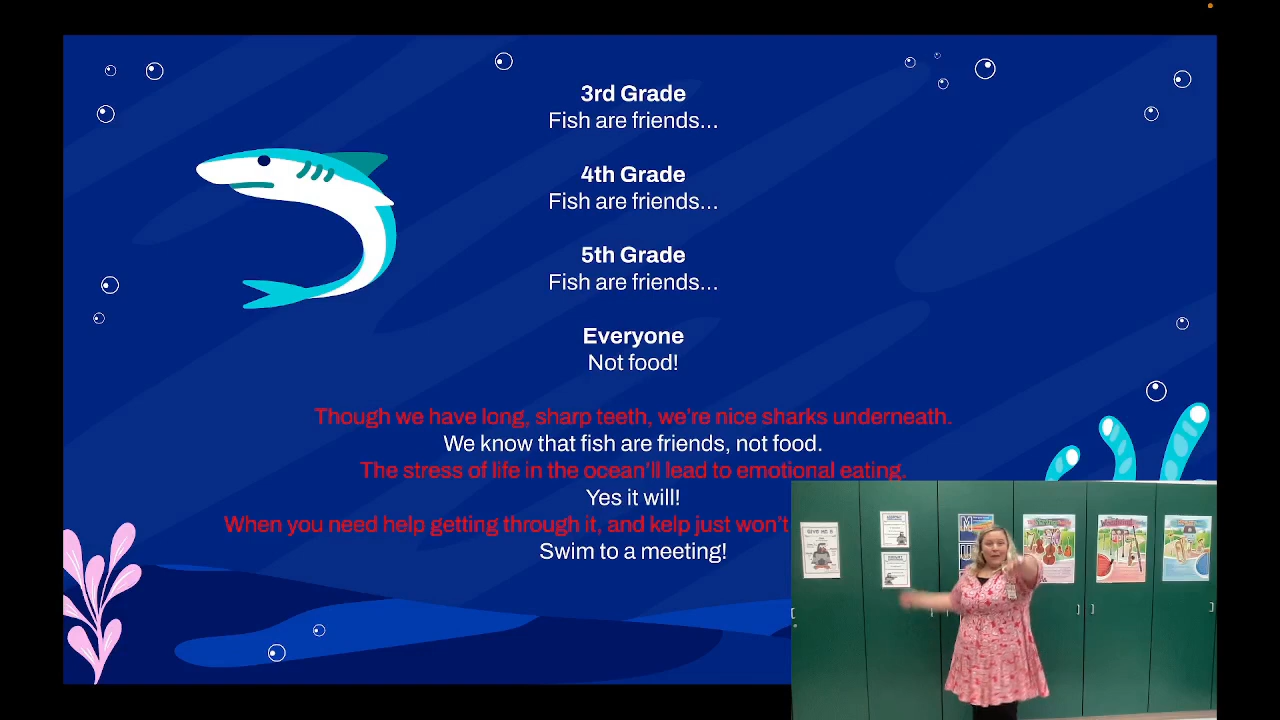 3rd Grade
Fish are friends...
4th Grade
Fish are friends...
5th Grade
Fish are friends...
Everyone
Not food!
Though we have long, sharp teeth, we're nice sharks underneath.
We know that fish are friends, not food.
The stress of life in the ocean'll lead to emotional eating.
Yes it will!
When you need help getting through it, and kelp just won't
Swim to a meeting!
GIVE ME 5